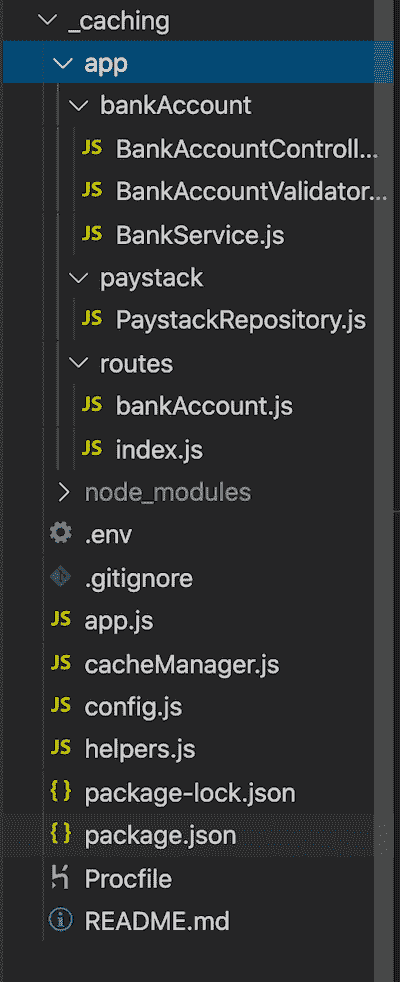 _caching
app
bankAccount
JS BankAccountControll...
JS BankAccountValidator...
JS BankService.js
paystack
JS PaystackRepository.js
routes
JS bankAccount.js
JS index.js
node_modules
.env
.gitignore
JS app.js
JS cacheManager.js
JS config.js
JS helpers.js
{} package-lock.json
{} package.json
Procfile
README.md